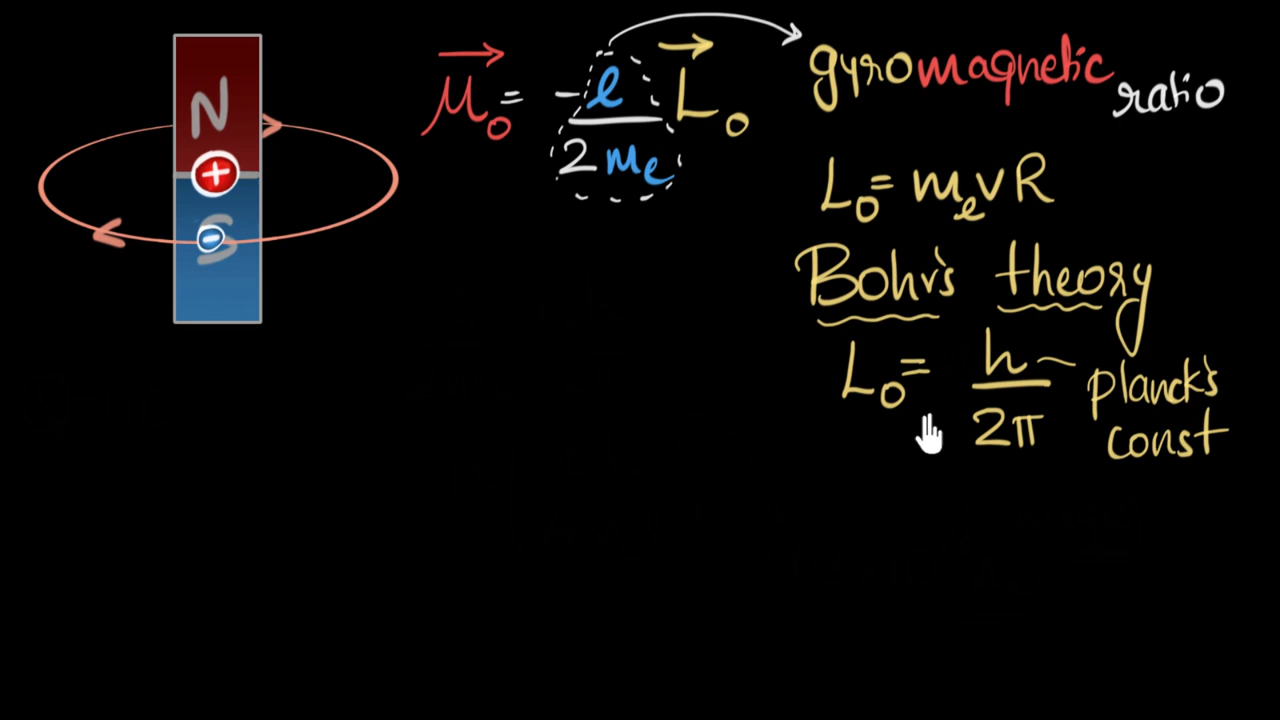 N
+
-
S
μ₀ = - e/2mₑ L₀
gyromagnetic ratio
L₀ = mₑvR
Bohr's theory
L₀ = h/2π
planck's
const